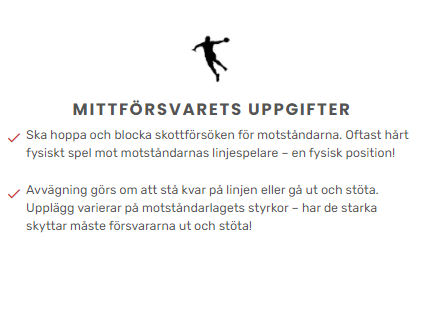 MITTFÖRSVARETS UPPGIFTER
Ska hoppa och blocka skottförsöken för motståndarna. Oftast hårt
fysiskt spel mot motståndarnas linjespelare – en fysisk position!
Avvägning görs om att stå kvar på linjen eller gå ut och stöta.
Upplägg varierar på motståndarlagets styrkor – har de starka
skyttar måste försvararna ut och stöta!